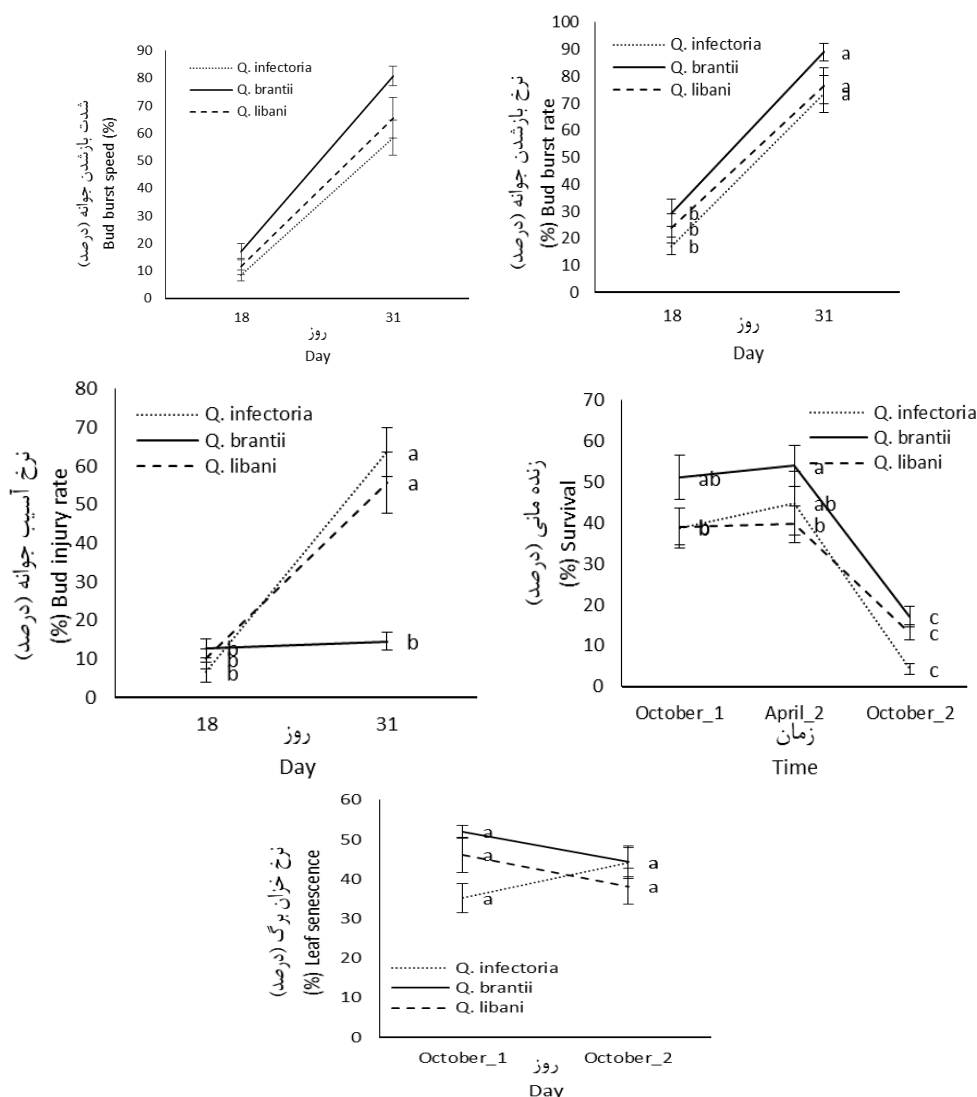 شدت بازشدن جوانه (درصد)
Bud burst speed (%)
90
80
70
60
50
40
30
20
10
0
Q. infectoria
Q. brantii
Q. libani
18
31
روز
Day
نرخ بازشدن جوانه (درصد)
(%) Bud burst rate
100
90
80
70
60
50
40
30
20
10
0
Q. infectoria
Q. brantii
Q. libani
a
a
a
b
b
b
18
31
روز
Day
نرخ آسیب جوانه (درصد)
(%) Bud injury rate
80
70
60
50
40
30
20
10
0
Q. infectoria
Q. brantii
Q. libani
a
a
b
b
b
b
18
31
روز
Day
زنده مانی (درصد)
(%) Survival
70
60
50
40
30
20
10
0
Q. infectoria
Q. brantii
Q. libani
ab
a
ab
b
b
c
c
c
October_1
April_2
October_2
زمان
Time
نرخ خزان برگ (درصد)
(%) Leaf senescence
60
50
40
30
20
10
0
a
a
a
a
a
Q. infectoria
Q. brantii
Q. libani
October_1
October_2
روز
Day